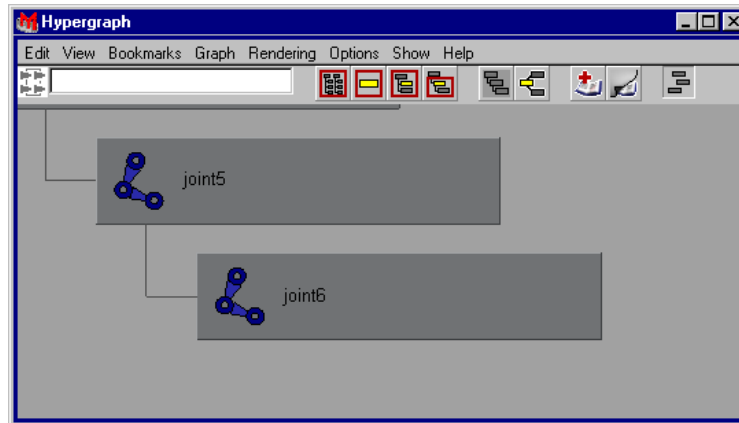 Hypergraph
Edit View Bookmarks Graph Rendering Options Show Help
joint5
joint6